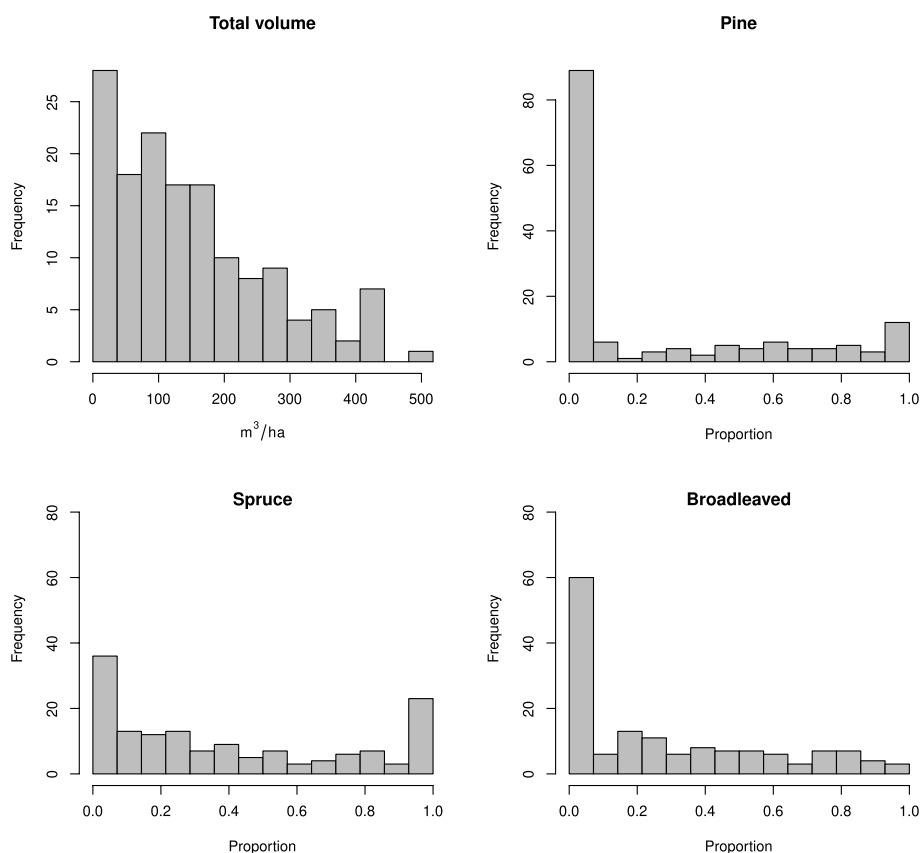 Total volume
Frequency
0 5 10 15 20 25
0 100 200 300 400 500
m³/ha
Pine
Frequency
0 20 40 60 80
0.0 0.2 0.4 0.6 0.8 1.0
Proportion
Spruce
Frequency
0 20 40 60 80
0.0 0.2 0.4 0.6 0.8 1.0
Proportion
Broadleaved
Frequency
0 20 40 60 80
0.0 0.2 0.4 0.6 0.8 1.0
Proportion